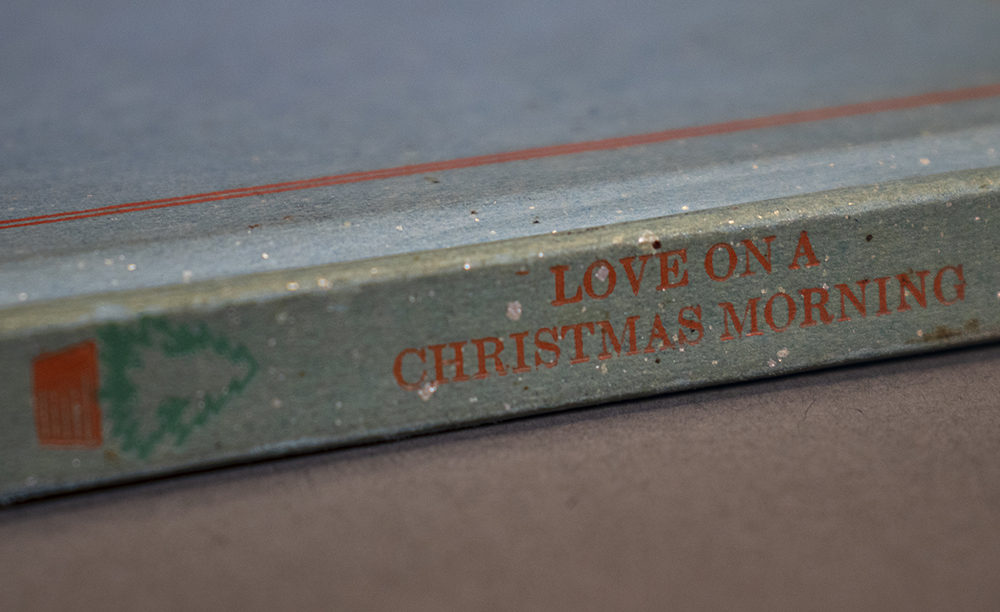 LOVE ON A
CHRISTMAS MORNING